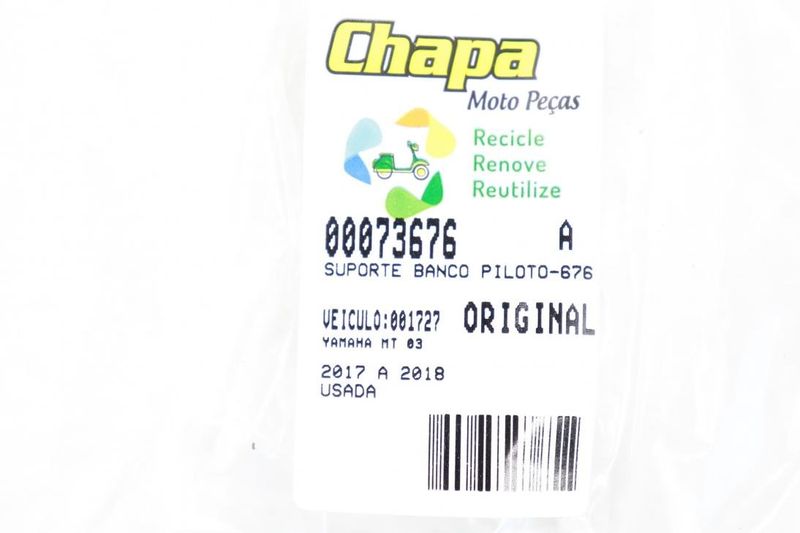 Chapa
Moto Peças
Recicle
Renove
Reutilize
00073676 A
SUPORTE BANCO PILOTO-676
VEICULO:001727 ORIGINAL
YAMAHA MT 03
2017 A 2018
USADA